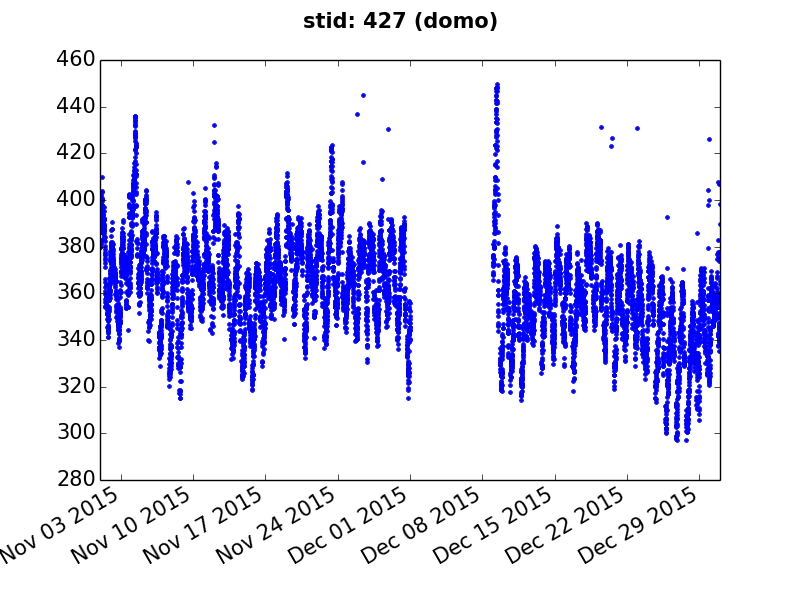 stid: 427 (domo)
460
440
420
400
380
360
340
320
300
280
Nov 03 2015
Nov 10 2015
Nov 17 2015
Nov 24 2015
Dec 01 2015
Dec 08 2015
Dec 15 2015
Dec 22 2015
Dec 29 2015